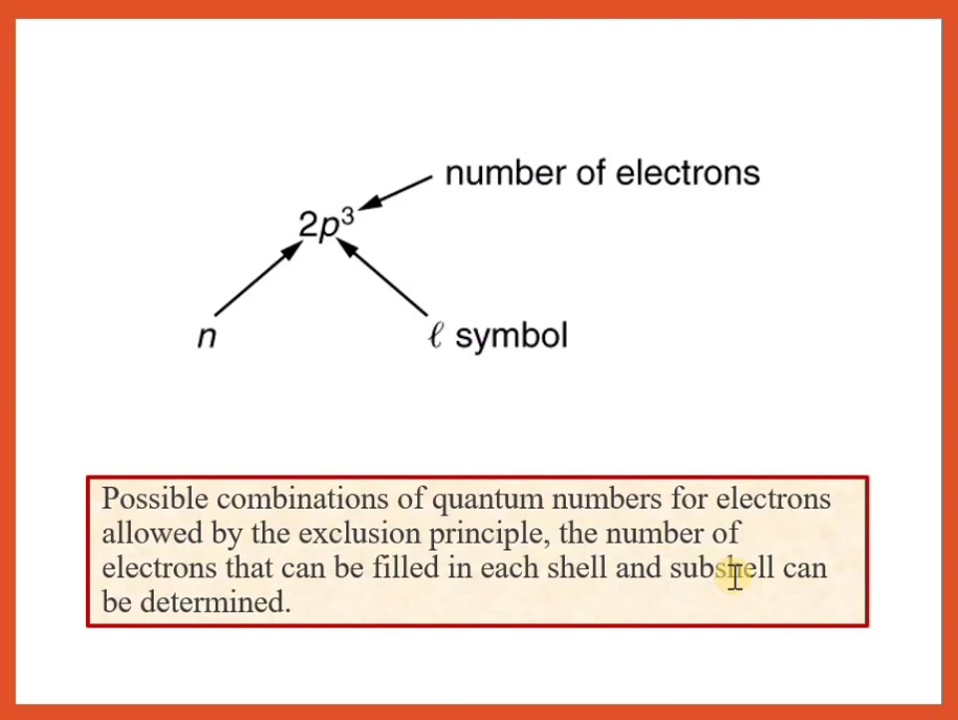 number of electrons
2p³
n
ℓ symbol
Possible combinations of quantum numbers for electrons
allowed by the exclusion principle, the number of
electrons that can be filled in each shell and subshell can
be determined.